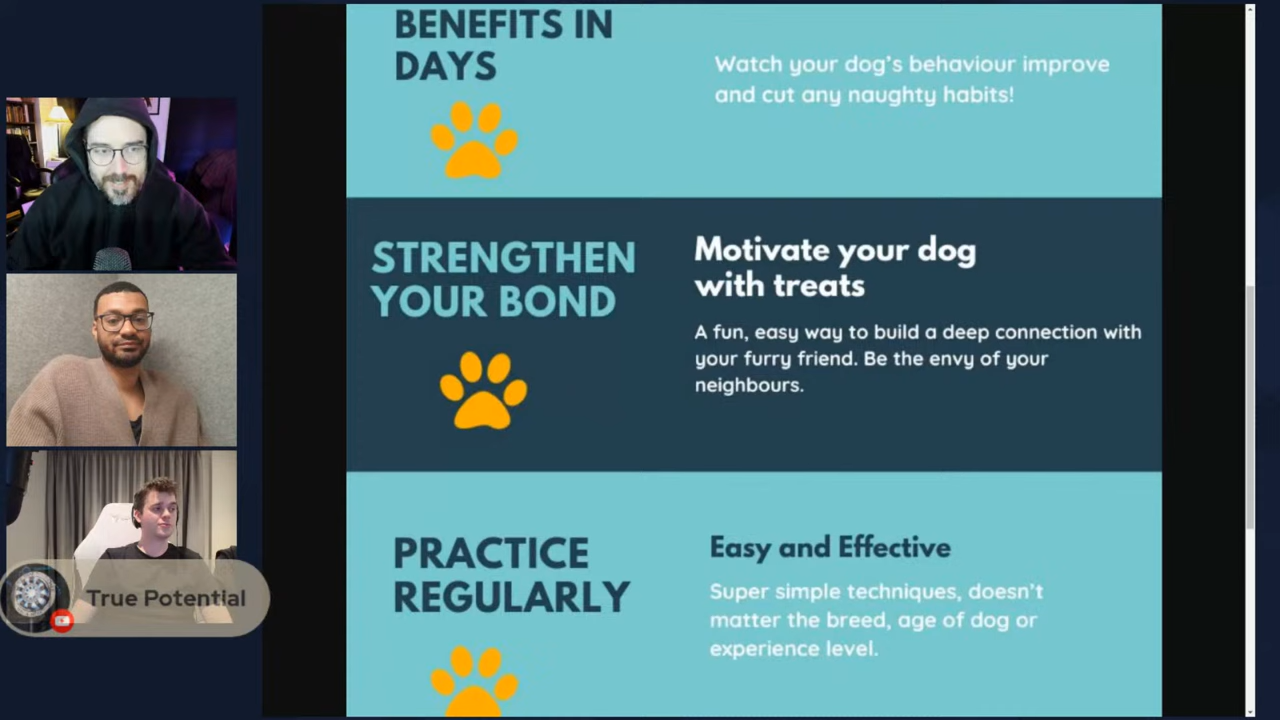 BENEFITS IN
DAYS
Watch your dog's behaviour improve
and cut any naughty habits!
STRENGTHEN
YOUR BOND
Motivate your dog
with treats
A fun, easy way to build a deep connection with
your furry friend. Be the envy of your
neighbours.
PRACTICE
REGULARLY
Easy and Effective
Super simple techniques, doesn't
matter the breed, age of dog or
experience level.
True Potential